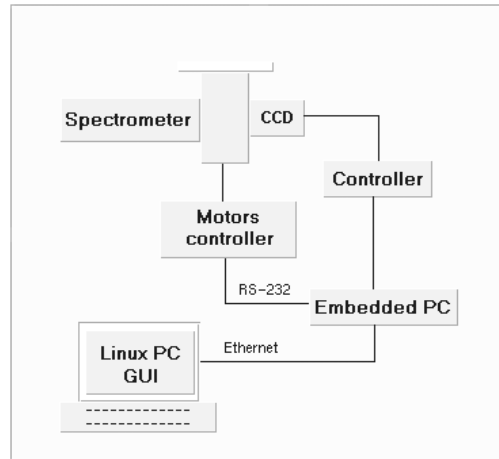 Spectrometer
CCD
Controller
Motors
controller
RS-232
Embedded PC
Ethernet
Linux PC
GUI